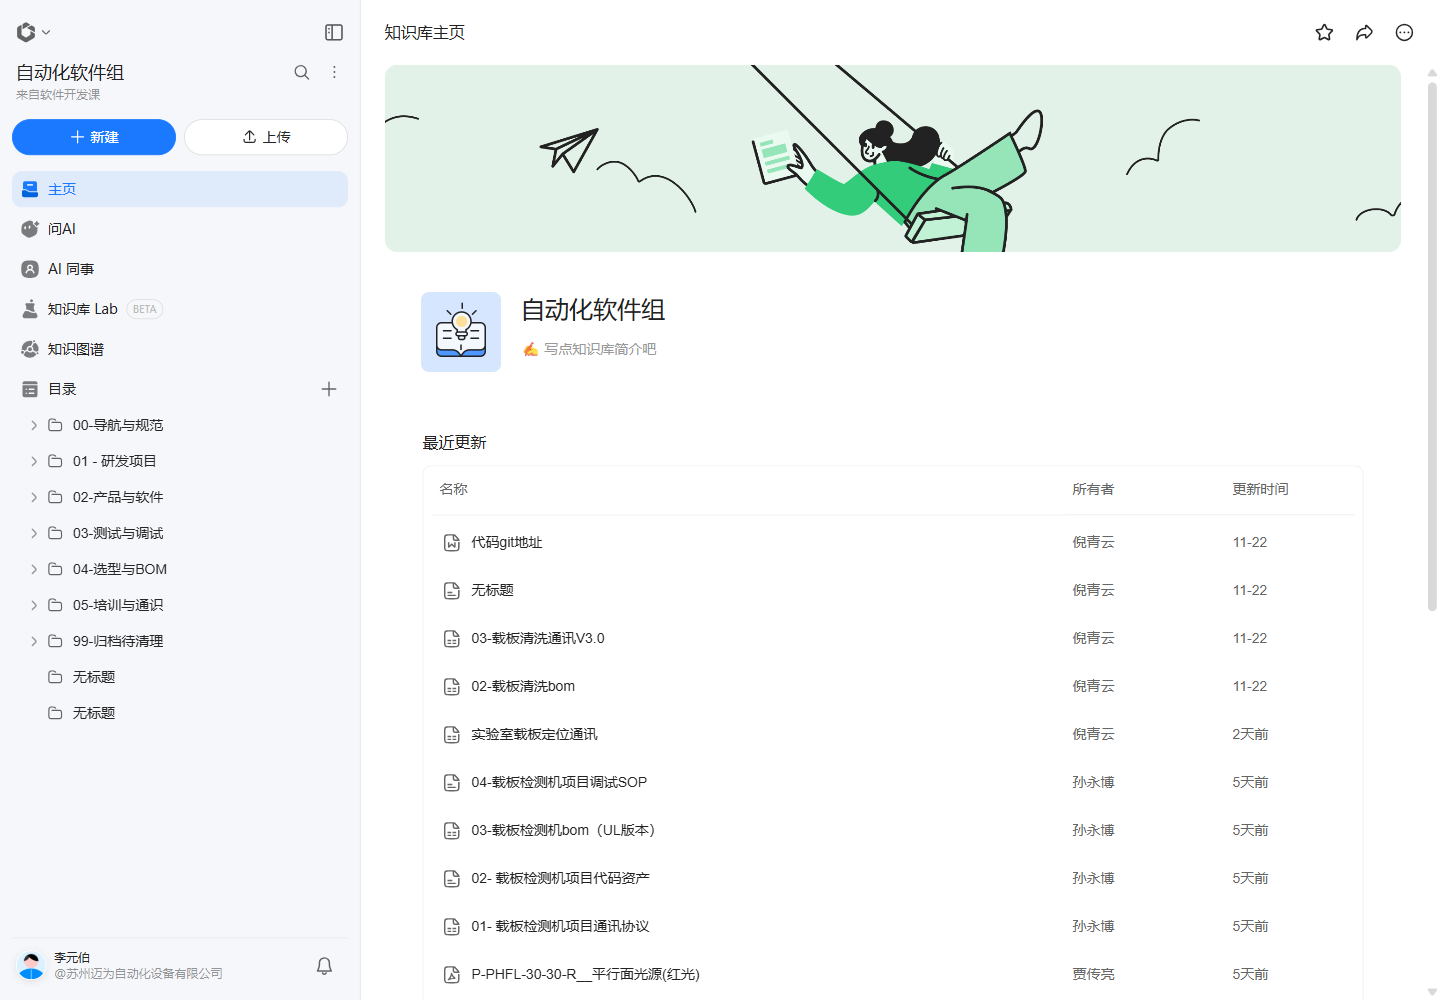 自动化软件组
来自软件开发课
新建
上传
主页
问AI
AI 同事
知识库 Lab BETA
知识图谱
目录
00-导航与规范
01 - 研发项目
02-产品与软件
03-测试与调试
04-选型与BOM
05-培训与通识
99-归档待清理
无标题
无标题
李元伯
@苏州迈为自动化设备有限公司
知识库主页
自动化软件组
✍️ 写点知识库简介吧
最近更新
名称 所有者 更新时间
代码git地址 倪青云 11-22
无标题 倪青云 11-22
03-载板清洗通讯V3.0 倪青云 11-22
02-载板清洗bom 倪青云 11-22
实验室载板定位通讯 倪青云 2天前
04-载板检测机项目调试SOP 孙永博 5天前
03-载板检测机bom（UL版本） 孙永博 5天前
02- 载板检测机项目代码资产 孙永博 5天前
01- 载板检测机项目通讯协议 孙永博 5天前
P-PHFL-30-30-R__平行面光源(红光) 贾传亮 5天前